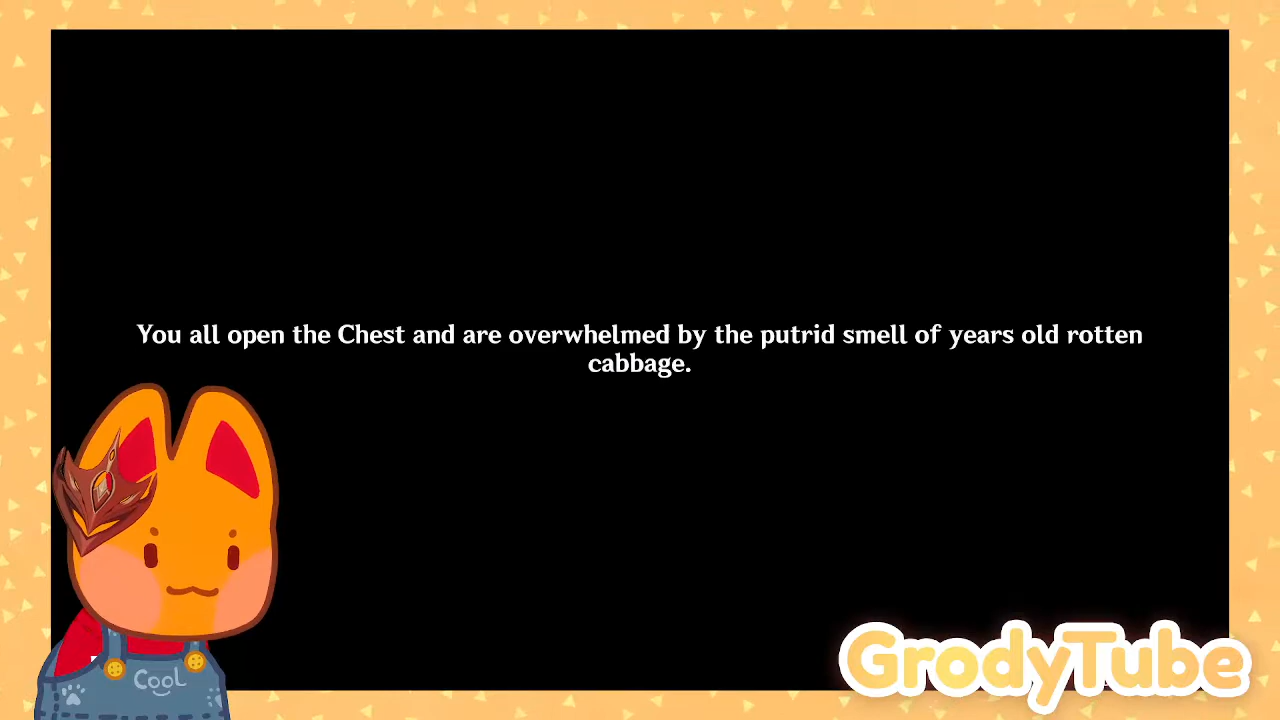 You all open the Chest and are overwhelmed by the putrid smell of years old rotten
cabbage.
COOL
GrodyTube